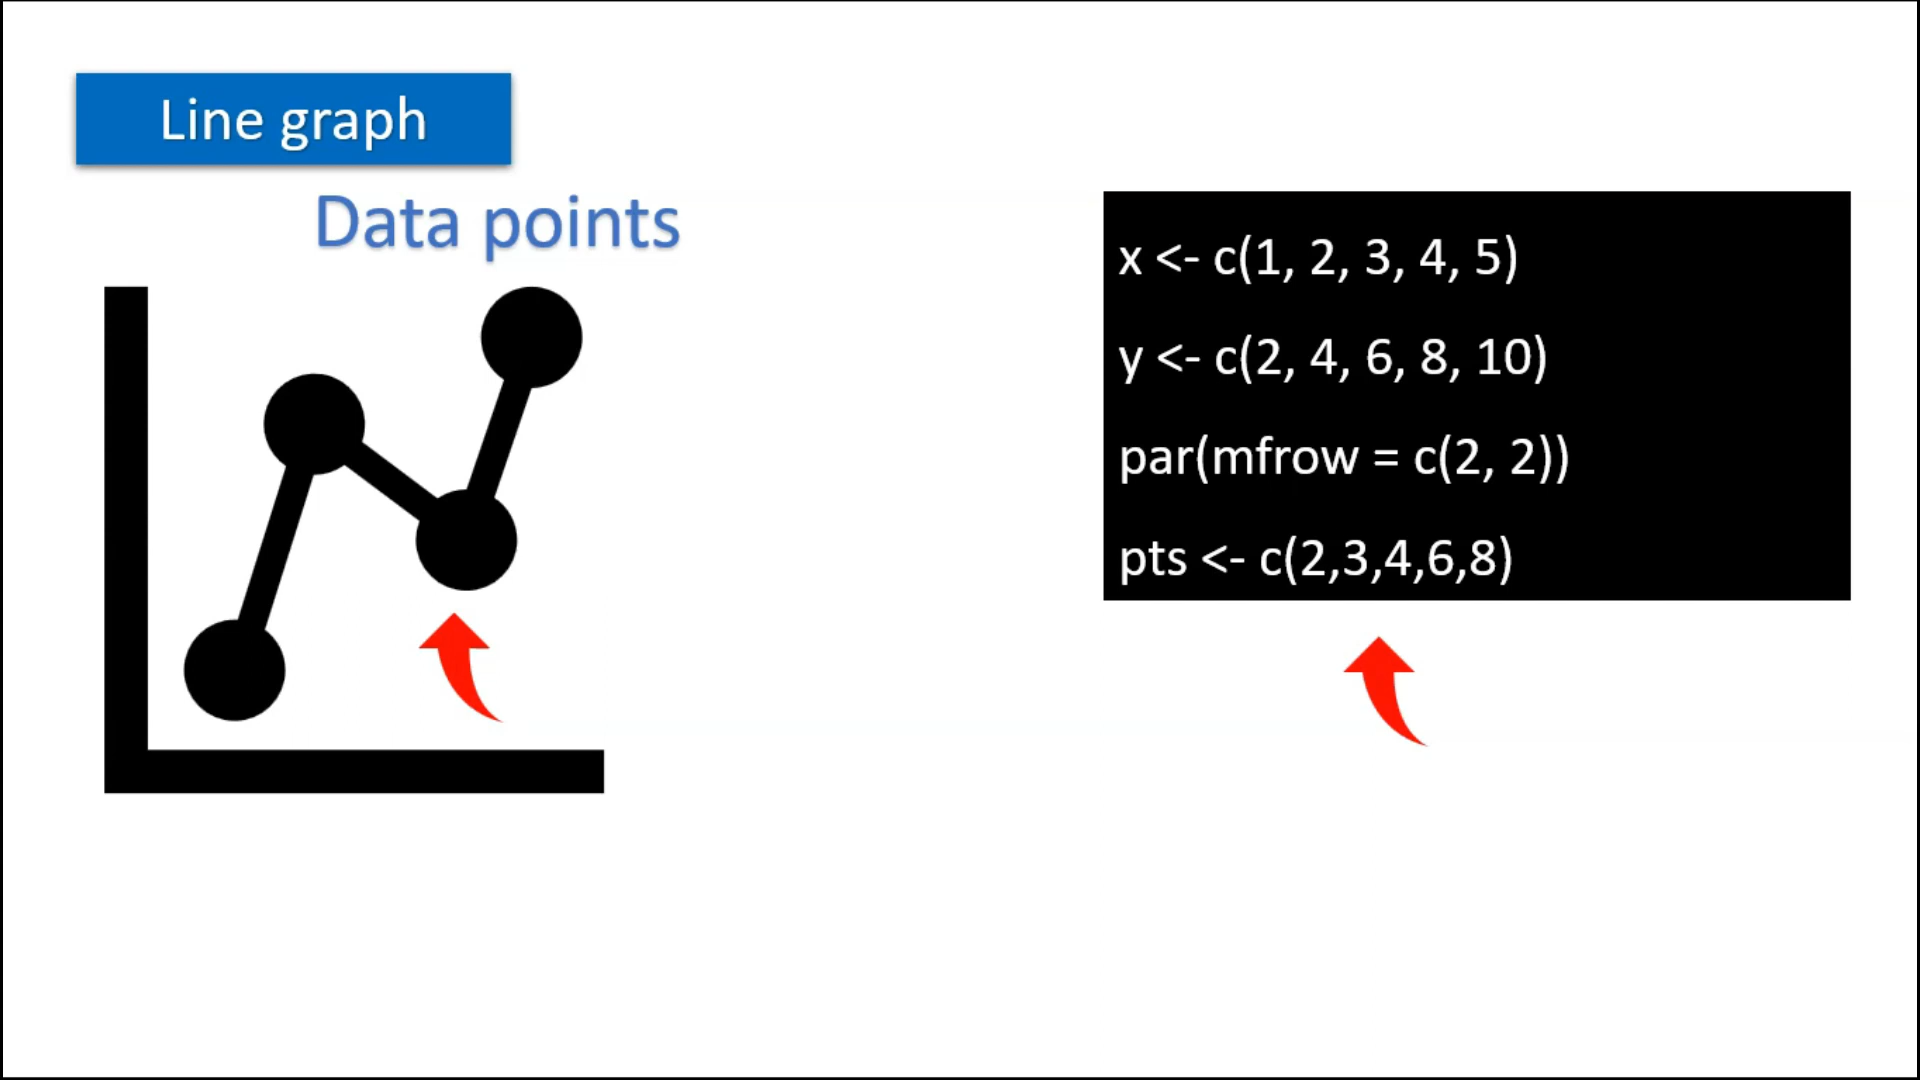 Line graph
Data points
x <- c(1, 2, 3, 4, 5)
y <- c(2, 4, 6, 8, 10)
par(mfrow = c(2, 2))
pts <- c(2,3,4,6,8)